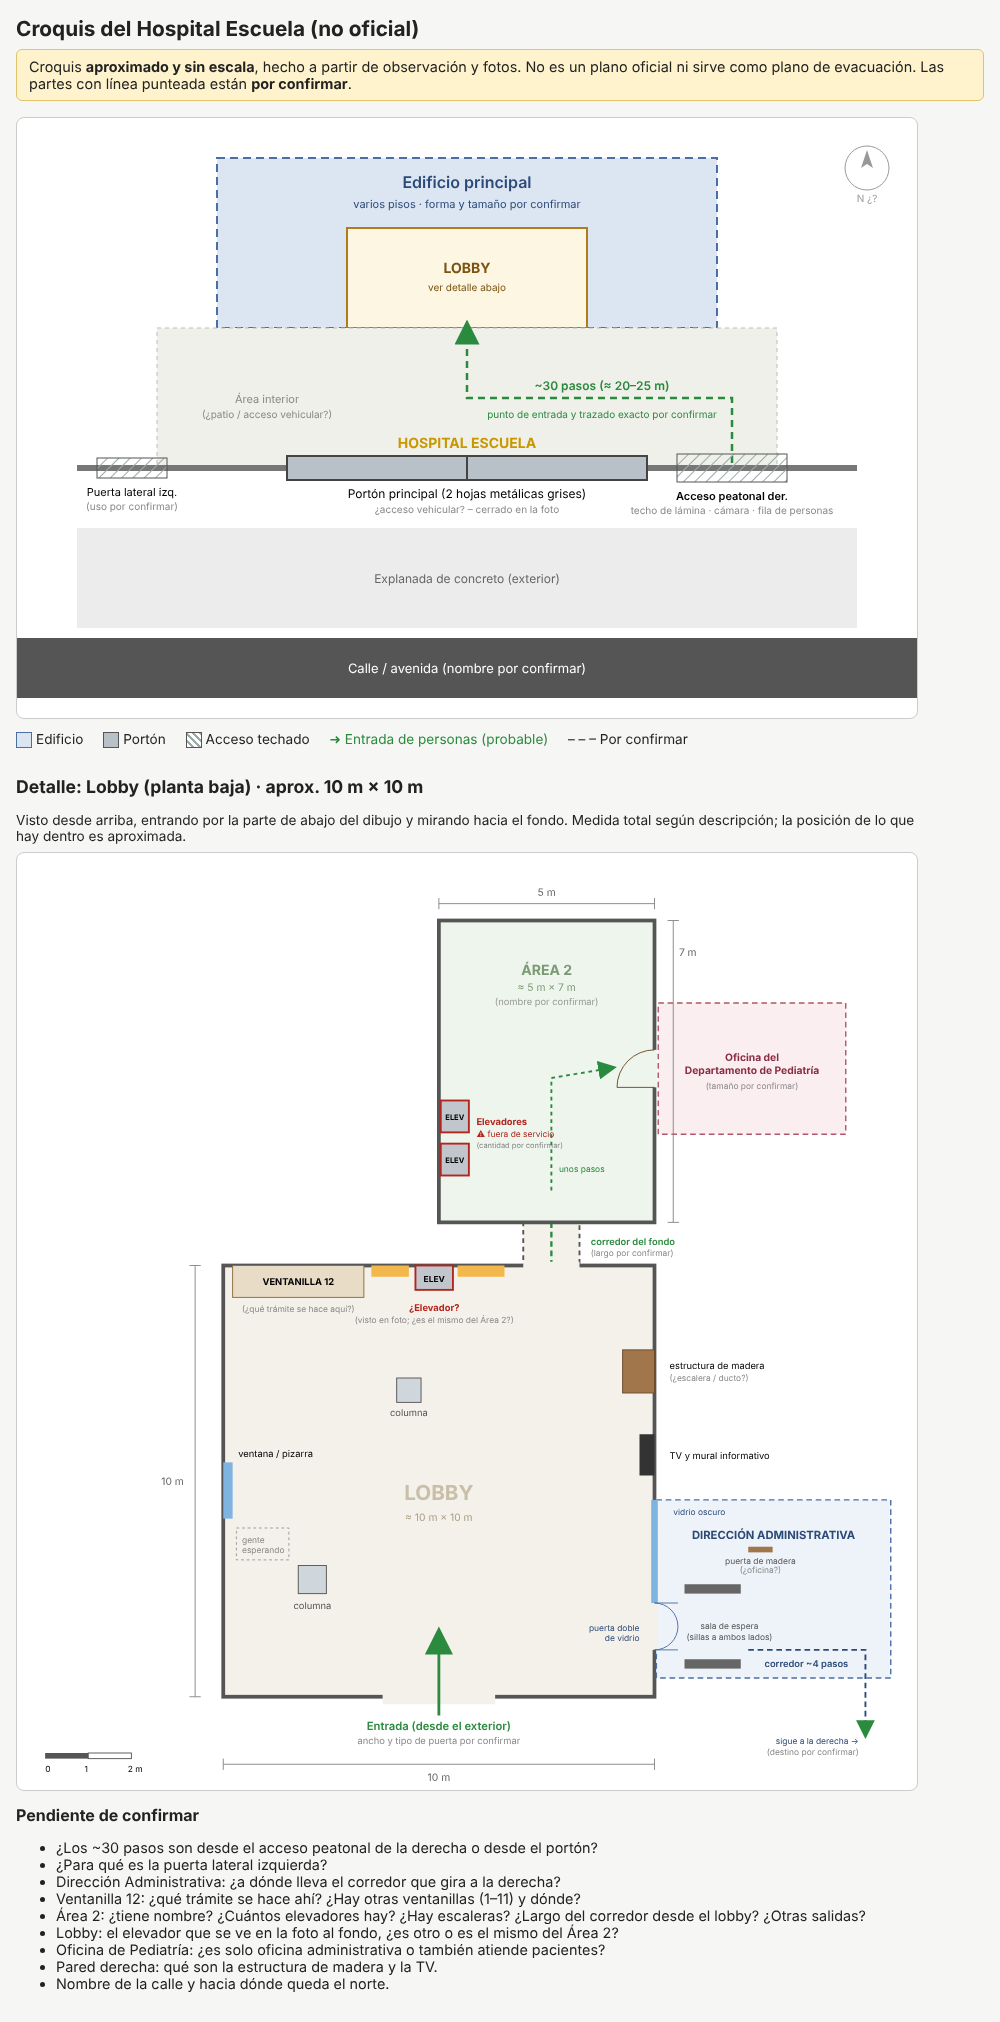 Croquis del Hospital Escuela (no oficial)
Croquis aproximado y sin escala, hecho a partir de observación y fotos. No es un plano oficial ni sirve como plano de evacuación. Las
partes con línea punteada están por confirmar.
Edificio principal
varios pisos · forma y tamaño por confirmar
N ¿?
LOBBY
ver detalle abajo
~30 pasos (≈ 20–25 m)
Área interior
(¿patio / acceso vehicular?)
punto de entrada y trazado exacto por confirmar
HOSPITAL ESCUELA
Puerta lateral izq.
(uso por confirmar)
Portón principal (2 hojas metálicas grises)
¿acceso vehicular? – cerrado en la foto
Acceso peatonal der.
techo de lámina · cámara · fila de personas
Explanada de concreto (exterior)
Calle / avenida (nombre por confirmar)
Edificio Portón Acceso techado ➜ Entrada de personas (probable) – – – Por confirmar
Detalle: Lobby (planta baja) · aprox. 10 m × 10 m
Visto desde arriba, entrando por la parte de abajo del dibujo y mirando hacia el fondo. Medida total según descripción; la posición de lo que
hay dentro es aproximada.
5 m
7 m
ÁREA 2
≈ 5 m × 7 m
(nombre por confirmar)
Oficina del
Departamento de Pediatría
(tamaño por confirmar)
ELEV
Elevadores
⚠ fuera de servicio
(cantidad por confirmar)
ELEV
unos pasos
corredor del fondo
(largo por confirmar)
VENTANILLA 12
ELEV
(¿qué trámite se hace aquí?)
¿Elevador?
(visto en foto; ¿es el mismo del Área 2?)
estructura de madera
(¿escalera / ducto?)
columna
ventana / pizarra
TV y mural informativo
10 m
LOBBY
≈ 10 m × 10 m
vidrio oscuro
DIRECCIÓN ADMINISTRATIVA
puerta de madera
(¿oficina?)
gente
esperando
columna
puerta doble
de vidrio
sala de espera
(sillas a ambos lados)
corredor ~4 pasos
Entrada (desde el exterior)
ancho y tipo de puerta por confirmar
sigue a la derecha →
(destino por confirmar)
0 1 2 m
10 m
Pendiente de confirmar
• ¿Los ~30 pasos son desde el acceso peatonal de la derecha o desde el portón?
• ¿Para qué es la puerta lateral izquierda?
• Dirección Administrativa: ¿a dónde lleva el corredor que gira a la derecha?
• Ventanilla 12: ¿qué trámite se hace ahí? ¿Hay otras ventanillas (1–11) y dónde?
• Área 2: ¿tiene nombre? ¿Cuántos elevadores hay? ¿Hay escaleras? ¿Largo del corredor desde el lobby? ¿Otras salidas?
• Lobby: el elevador que se ve en la foto al fondo, ¿es otro o es el mismo del Área 2?
• Oficina de Pediatría: ¿es solo oficina administrativa o también atiende pacientes?
• Pared derecha: qué son la estructura de madera y la TV.
• Nombre de la calle y hacia dónde queda el norte.